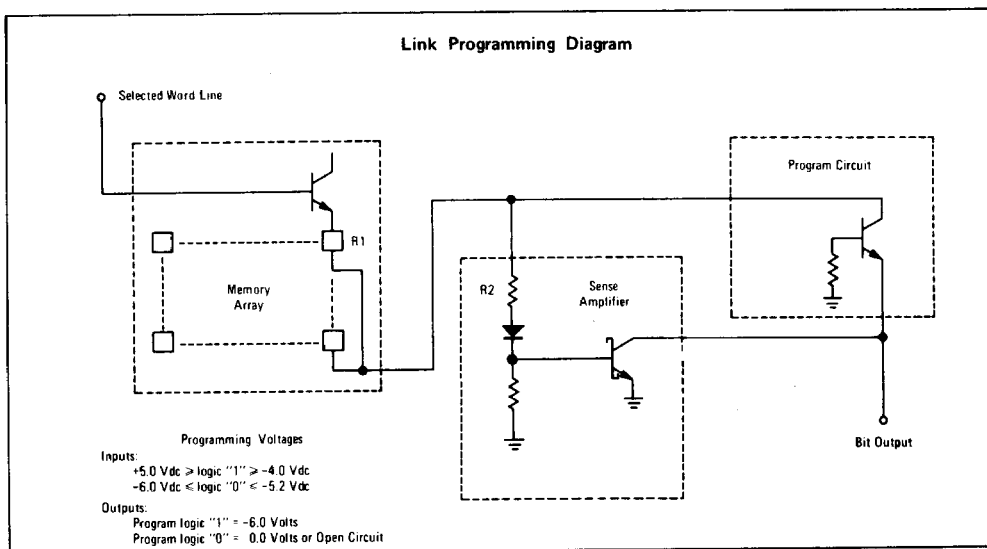 Link Programming Diagram
Selected Word Line
Program Circuit
R1
Memory
Array
R2
Sense
Amplifier
Bit Output
Programming Voltages
Inputs:
+5.0 Vdc ⩾ logic "1" ⩾ −4.0 Vdc
−6.0 Vdc ⩽ logic "0" ⩽ −5.2 Vdc
Outputs:
Program logic "1" = −6.0 Volts
Program logic "0" = 0.0 Volts or Open Circuit